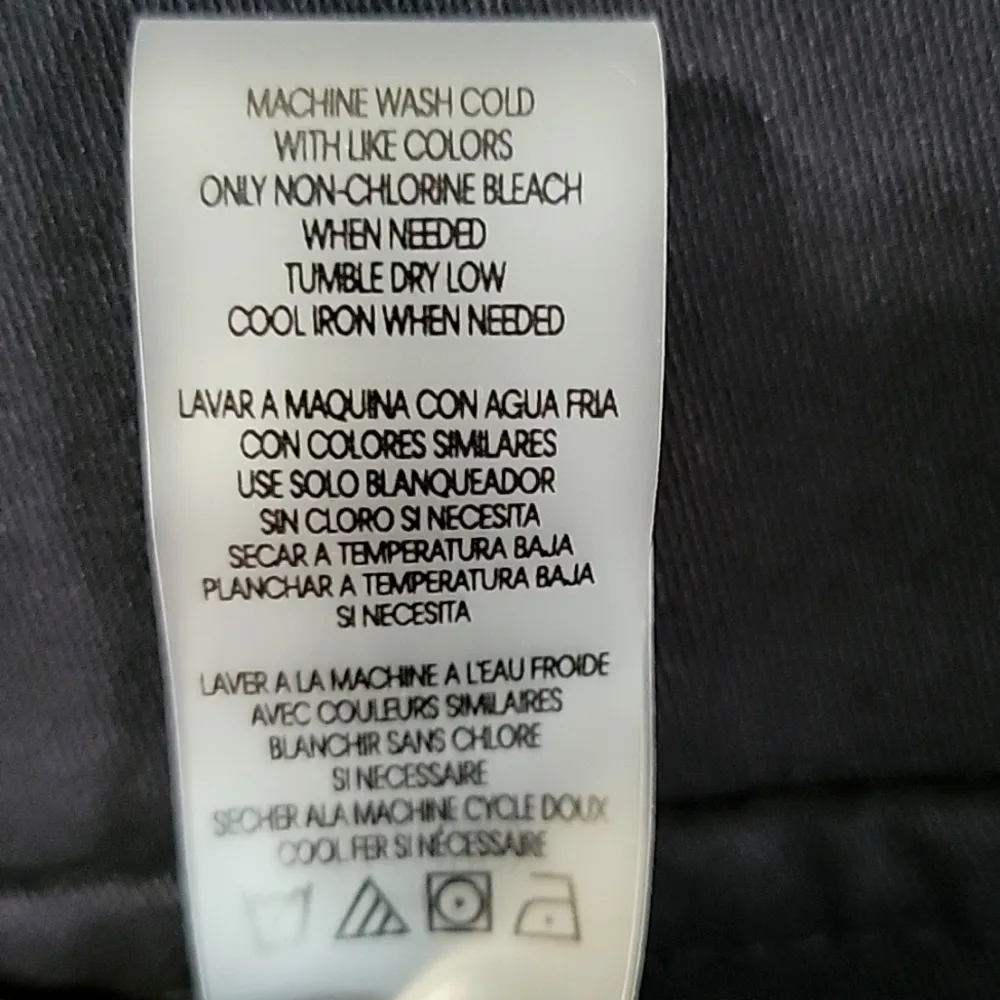 MACHINE WASH COLD
WITH LIKE COLORS
ONLY NON-CHLORINE BLEACH
WHEN NEEDED
TUMBLE DRY LOW
COOL IRON WHEN NEEDED
LAVAR A MAQUINA CON AGUA FRIA
CON COLORES SIMILARES
USE SOLO BLANQUEADOR
SIN CLORO SI NECESITA
SECAR A TEMPERATURA BAJA
PLANCHAR A TEMPERATURA BAJA
SI NECESITA
LAVER A LA MACHINE A L'EAU FROIDE
AVEC COULEURS SIMILAIRES
BLANCHIR SANS CHLORE
SI NECESSAIRE
SECHER ALA MACHINE CYCLE DOUX
COOL FER SI NÉCESSAIRE